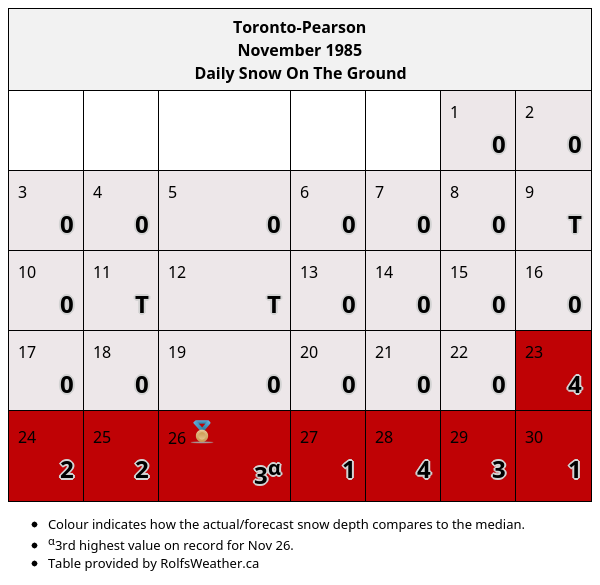 Toronto-Pearson
November 1985
Daily Snow On The Ground
1 2
0 0
3 4 5 6 7 8 9
0 0 0 0 0 0 T
10 11 12 13 14 15 16
0 T T 0 0 0 0
17 18 19 20 21 22 23
0 0 0 0 0 0 4
24 25 26 27 28 29 30
2 2 3α 1 4 3 1
Colour indicates how the actual/forecast snow depth compares to the median.
α3rd highest value on record for Nov 26.
Table provided by RolfsWeather.ca